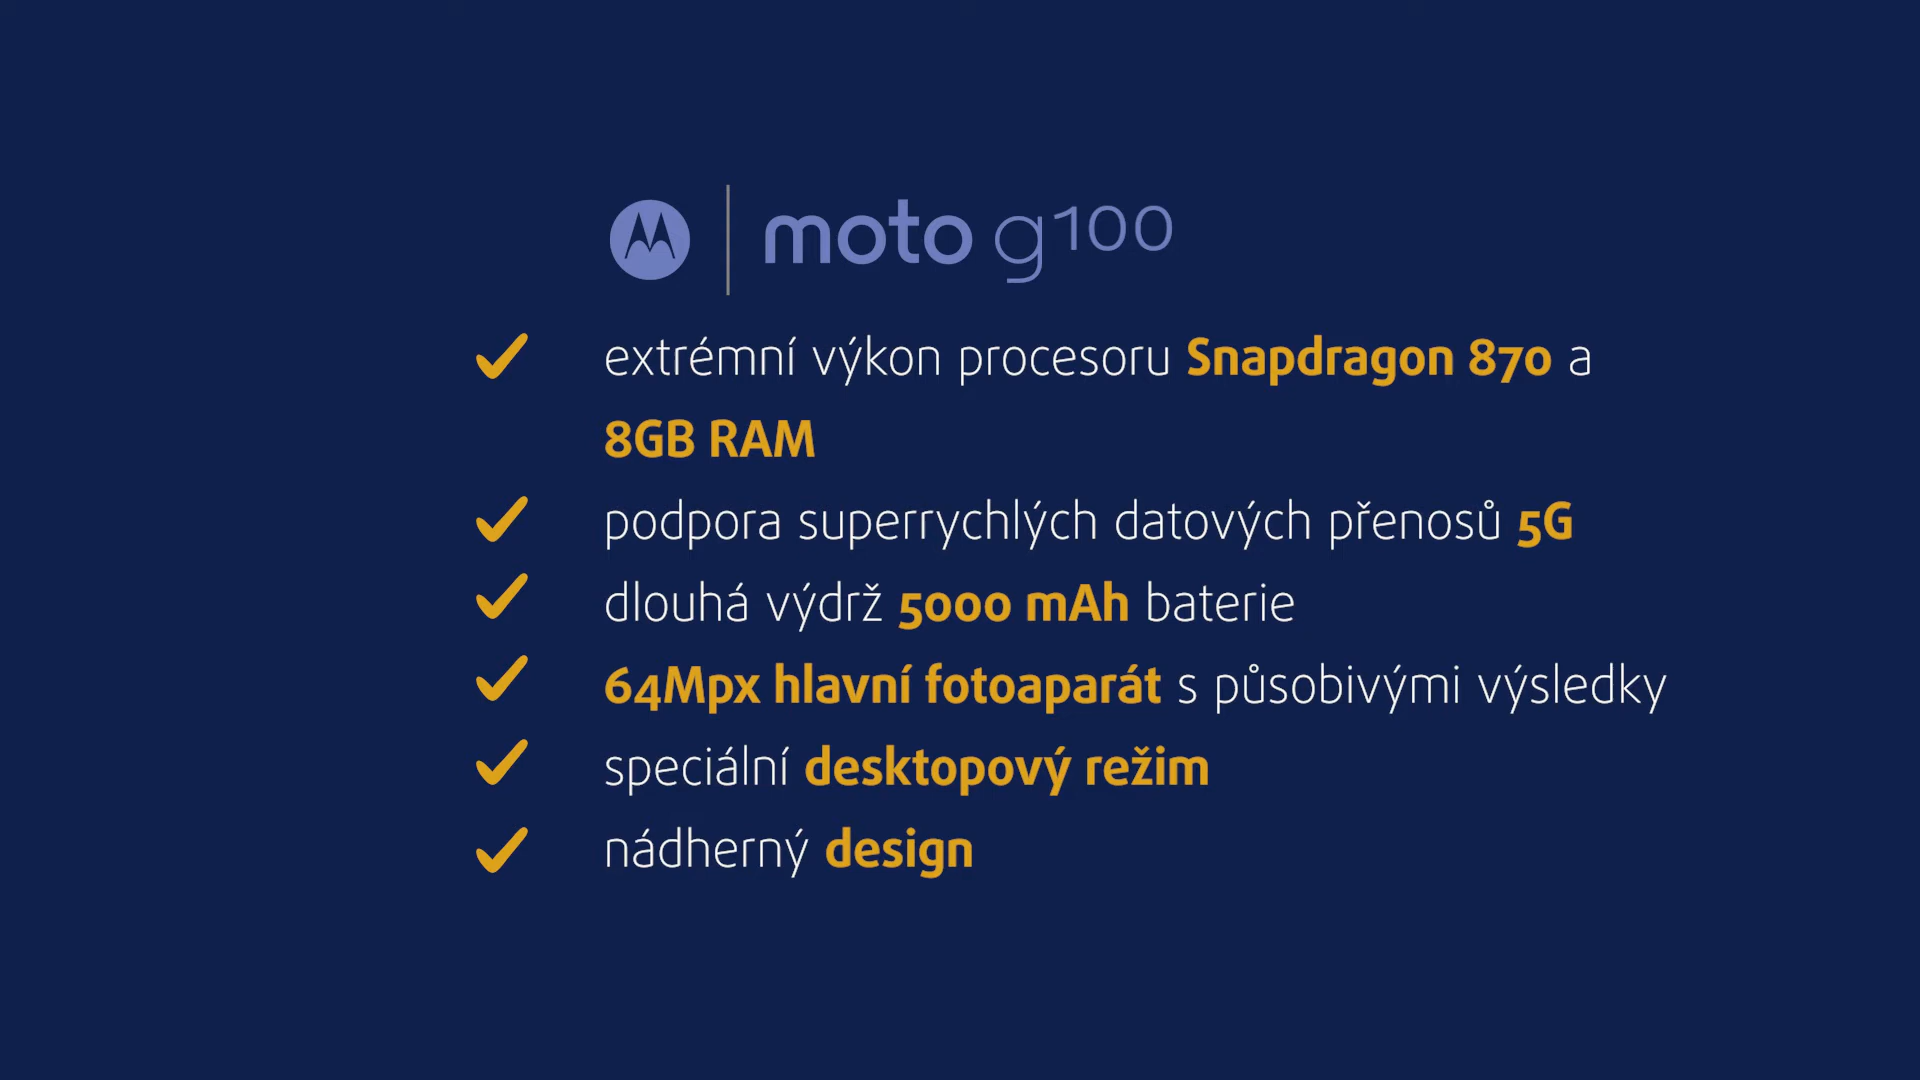 moto g100
extrémní výkon procesoru Snapdragon 870 a
8GB RAM
podpora superrychlých datových přenosů 5G
dlouhá výdrž 5000 mAh baterie
64Mpx hlavní fotoaparát s působivými výsledky
speciální desktopový režim
nádherný design